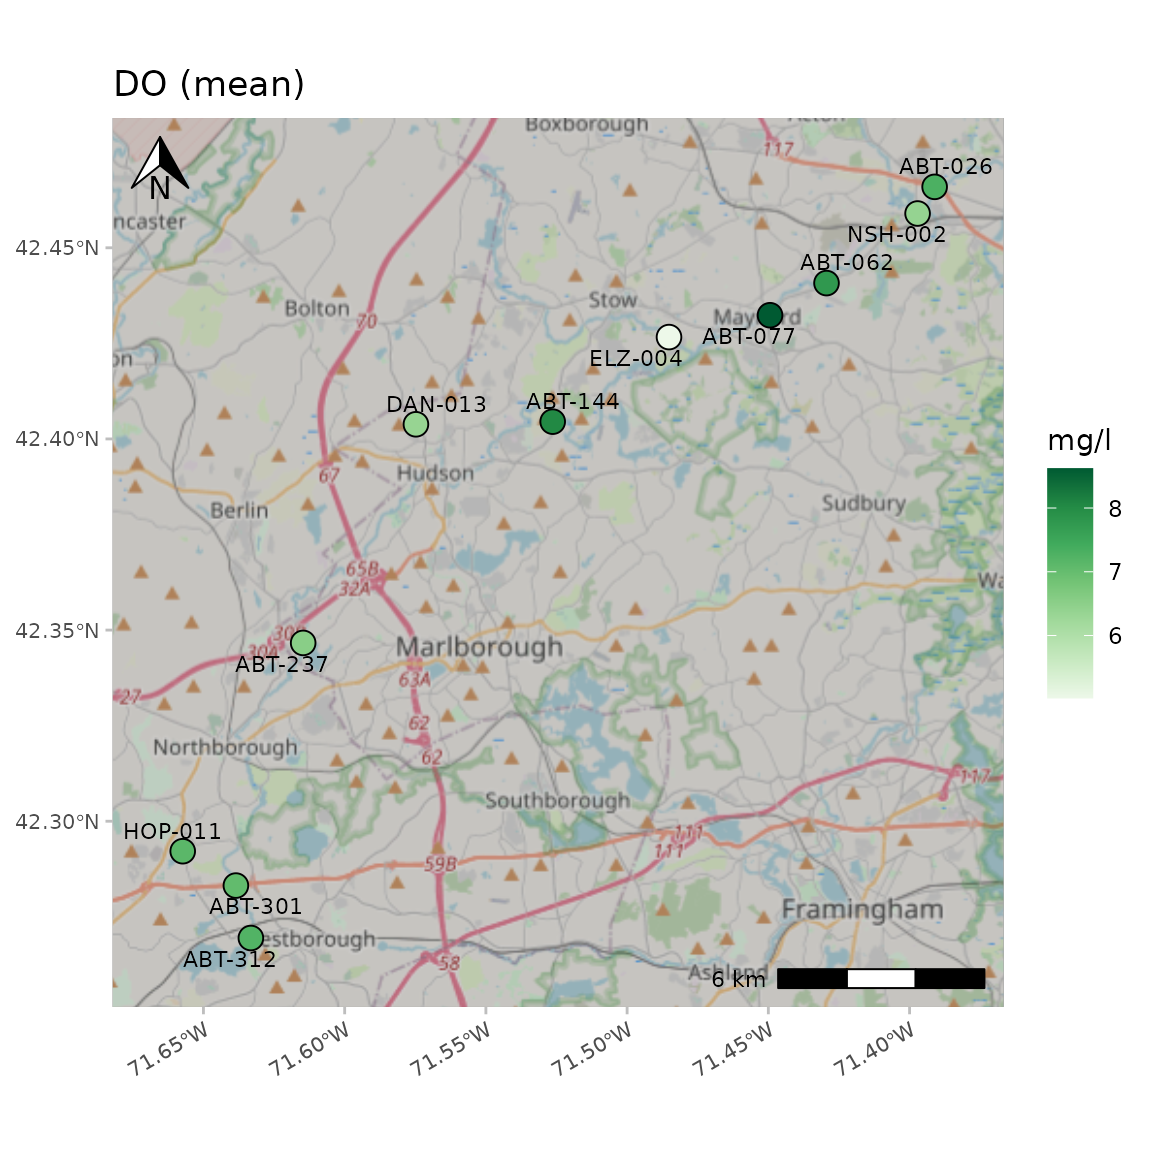 DO (mean)
Boxborough
117
ABT-026
N
ncaster
NSH-002
42.45°N
ABT-062
Bolton
Stow
70
ABT-077
ELZ-004
on
DAN-013
ABT-144
42.40°N
mg/l
67
Hudson
Berlin
Sudbury
8
65B
7
32A
Wa
42.35°N
30A
6
Marlborough
ABT-237
63A
27
62
Northborough
62
117
Southborough
42.30°N
HOP-011
111
111
59B
ABT-301
Framingham
estborough
ABT-312
58
Ashland
6 km
71.65°W
71.60°W
71.55°W
71.50°W
71.45°W
71.40°W